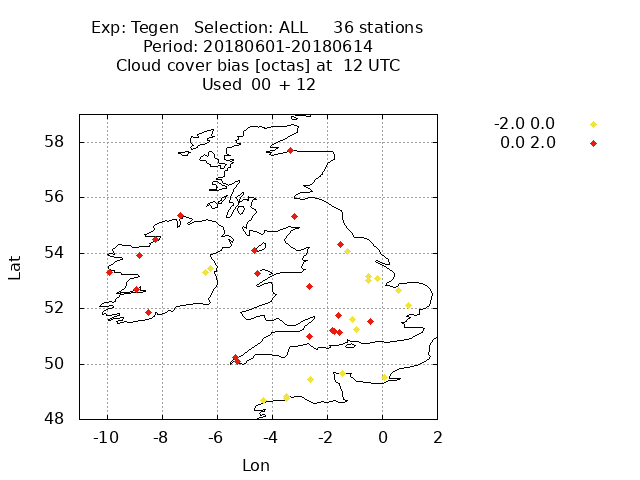 Exp: Tegen   Selection: ALL     36 stations
Period: 20180601-20180614
Cloud cover bias [octas] at  12 UTC
Used  00  + 12
-2.0 0.0
0.0 2.0
58
56
54
52
50
48
Lat
-10 -8 -6 -4 -2 0 2
Lon